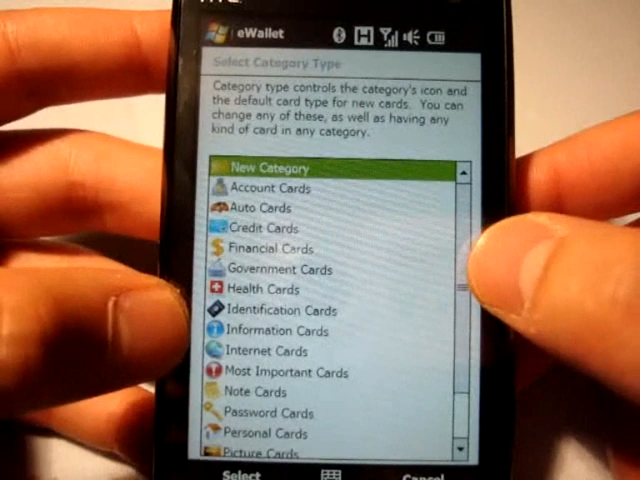 eWallet
Select Category Type
Category type controls the category's icon and
the default card type for new cards. You can
change any of these, as well as having any
kind of card in any category.
New Category
Account Cards
Auto Cards
Credit Cards
Financial Cards
Government Cards
Health Cards
Identification Cards
Information Cards
Internet Cards
Most Important Cards
Note Cards
Password Cards
Personal Cards
Picture Cards
Select
Cancel